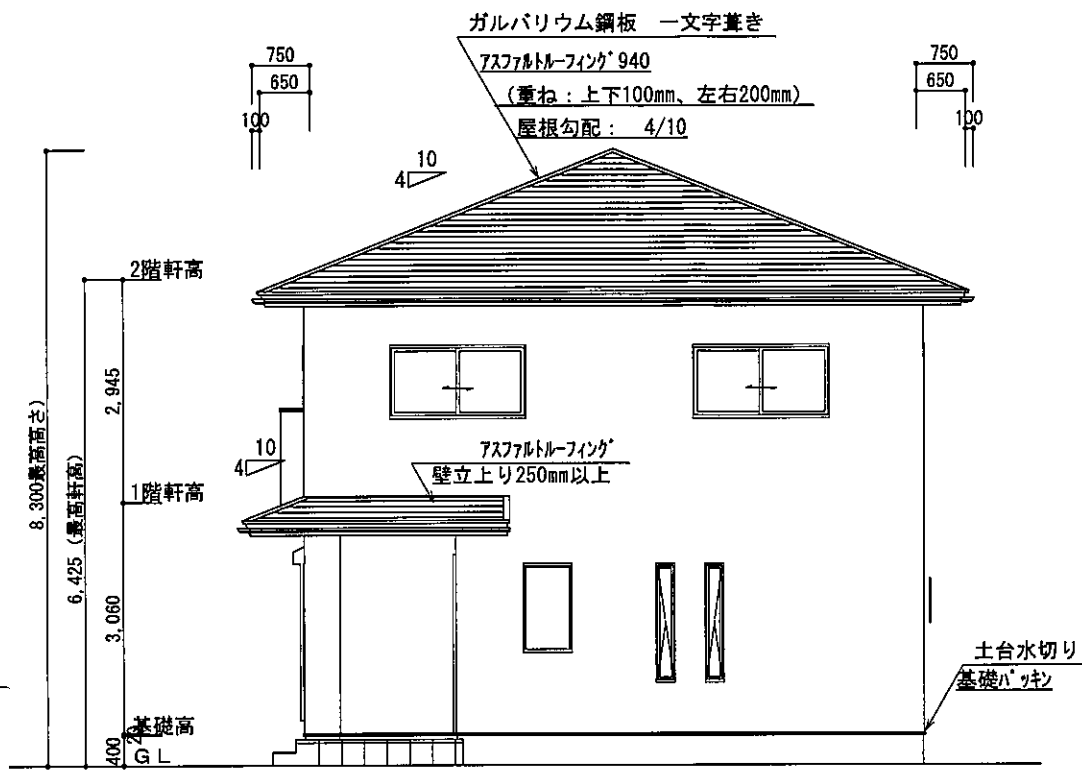 ガルバリウム鋼板　一文字葺き
アスファルトルーフィング940
（重ね：上下100mm、左右200mm）
屋根勾配：　4/10
750
650
100
750
650
100
10
4
2階軒高
8,300最高高さ）
6,425（最高軒高）
2,945
10
4
アスファルトルーフィング
壁立上り250mm以上
1階軒高
3,060
土台水切り
基礎パッキン
基礎高
20
400
GL